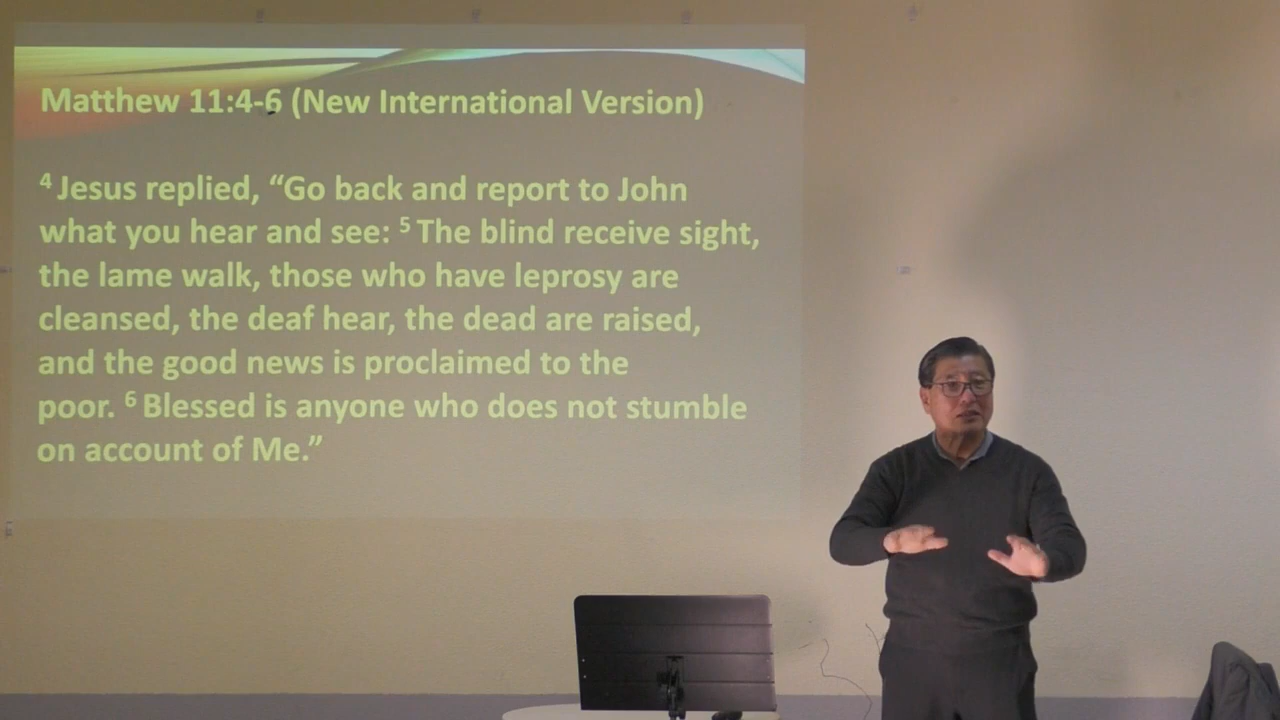 Matthew 11:4-6 (New International Version)
4 Jesus replied, “Go back and report to John
what you hear and see: 5 The blind receive sight,
the lame walk, those who have leprosy are
cleansed, the deaf hear, the dead are raised,
and the good news is proclaimed to the
poor. 6 Blessed is anyone who does not stumble
on account of Me.”